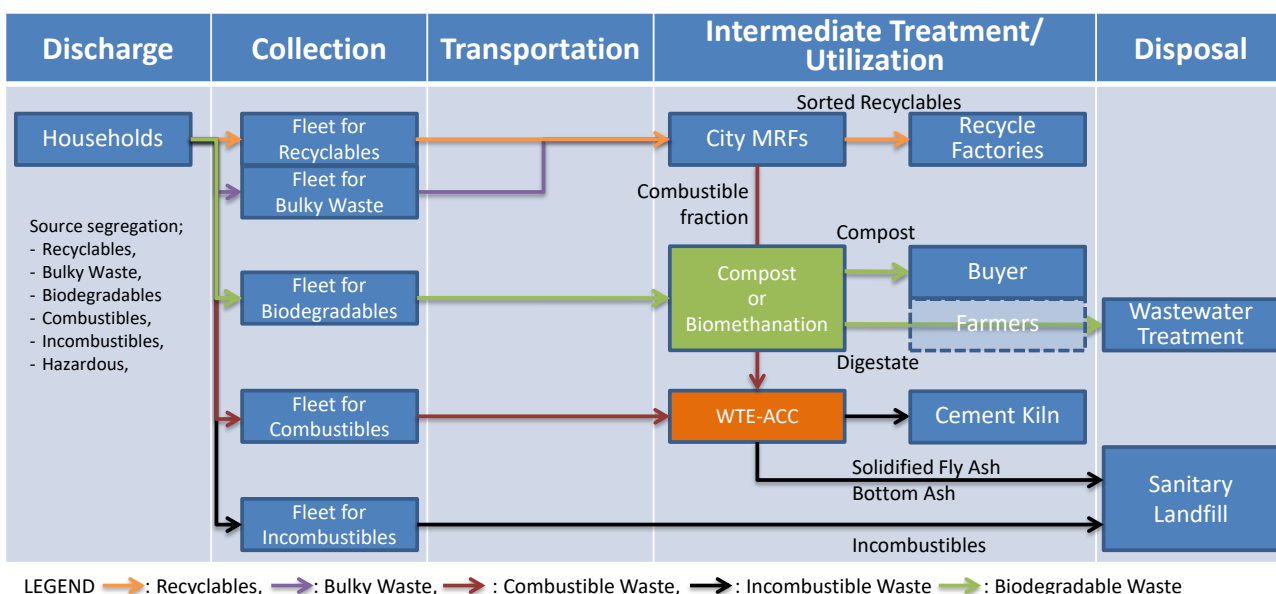 Discharge
Collection
Transportation
Intermediate Treatment/
Utilization
Disposal
Households
Source segregation;
- Recyclables,
- Bulky Waste,
- Biodegradables
- Combustibles,
- Incombustibles,
- Hazardous,
Fleet for
Recyclables
Fleet for
Bulky Waste
Fleet for
Biodegradables
Fleet for
Combustibles
Fleet for
Incombustibles
Sorted Recyclables
City MRFs
Recycle
Factories
Combustible
fraction
Compost
Compost
or
Biomethanation
Buyer
Farmers
Digestate
Wastewater
Treatment
WTE-ACC
Cement Kiln
Solidified Fly Ash
Bottom Ash
Incombustibles
Sanitary
Landfill
LEGEND : Recyclables, : Bulky Waste, : Combustible Waste, : Incombustible Waste : Biodegradable Waste